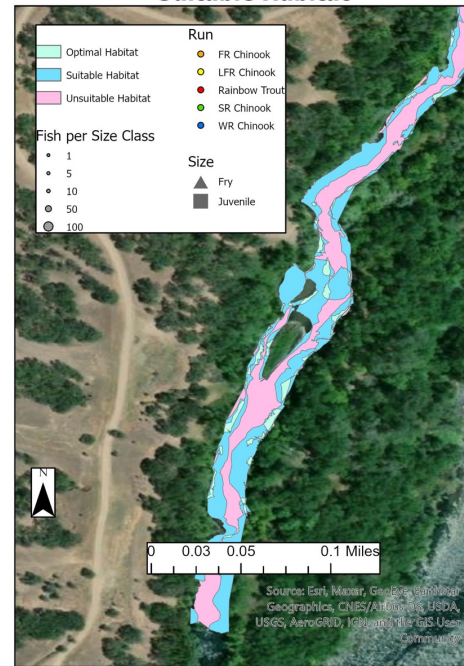 Optimal Habitat
Suitable Habitat
Unsuitable Habitat
Fish per Size Class
1
5
10
50
100
Run
FR Chinook
LFR Chinook
Rainbow Trout
SR Chinook
WR Chinook
Size
Fry
Juvenile
N
0 0.03 0.05 0.1 Miles
Source: Esri, Maxar, GeoEye, Earthstar
Geographics, CNES/Airbus DS, USDA,
USGS, AeroGRID, IGN, and the GIS User
Community